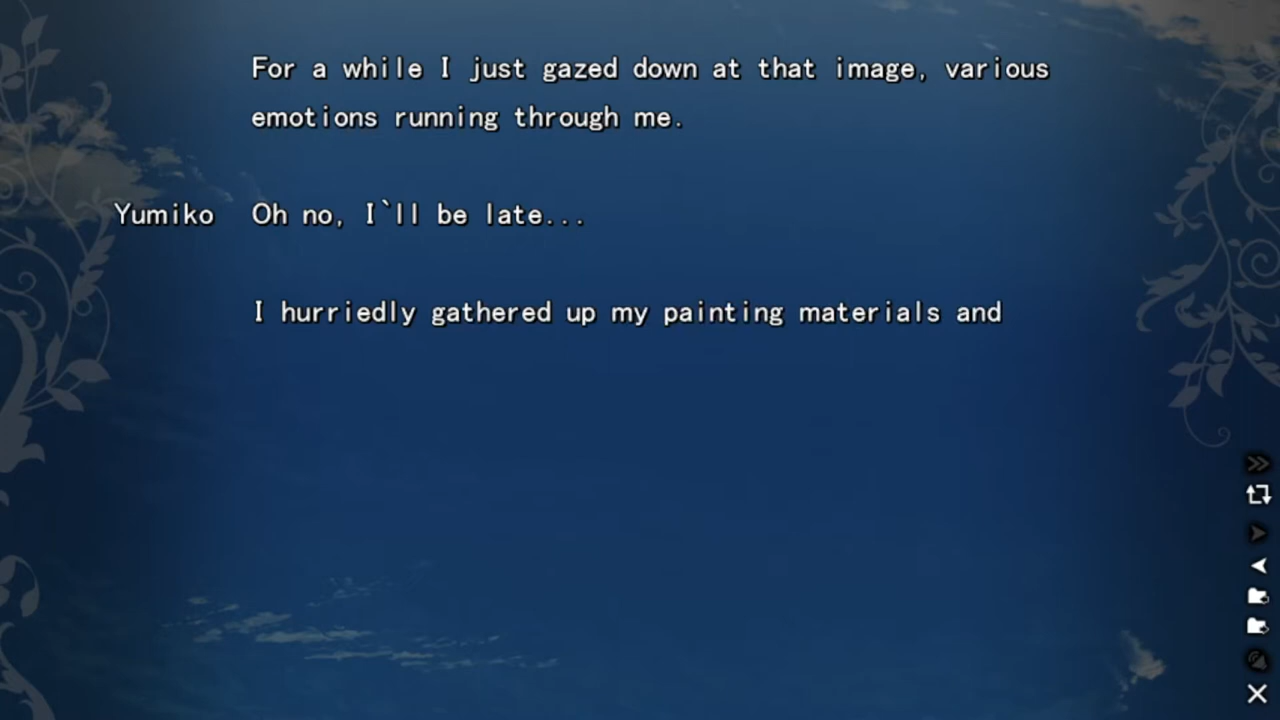 For a while I just gazed down at that image, various
emotions running through me.
Yumiko Oh no, I`ll be late...
I hurriedly gathered up my painting materials and